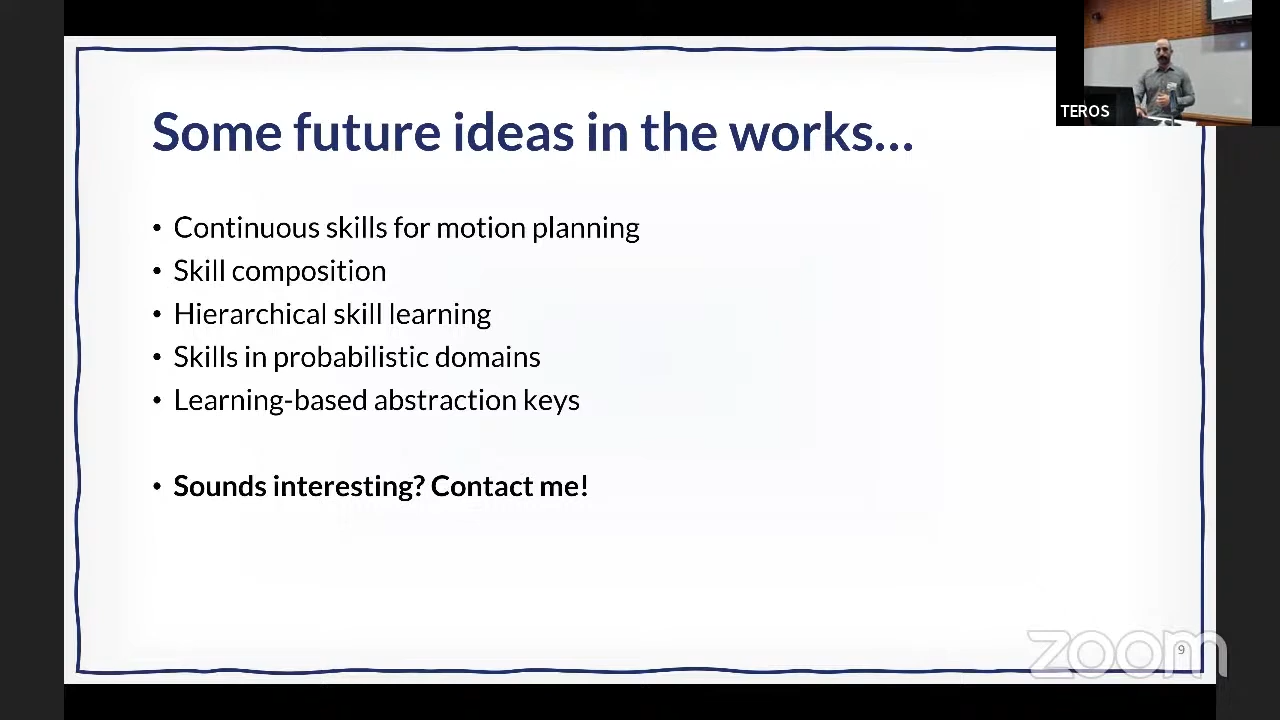 TEROS
Some future ideas in the works...
• Continuous skills for motion planning
• Skill composition
• Hierarchical skill learning
• Skills in probabilistic domains
• Learning-based abstraction keys
• Sounds interesting? Contact me!
zoom
9